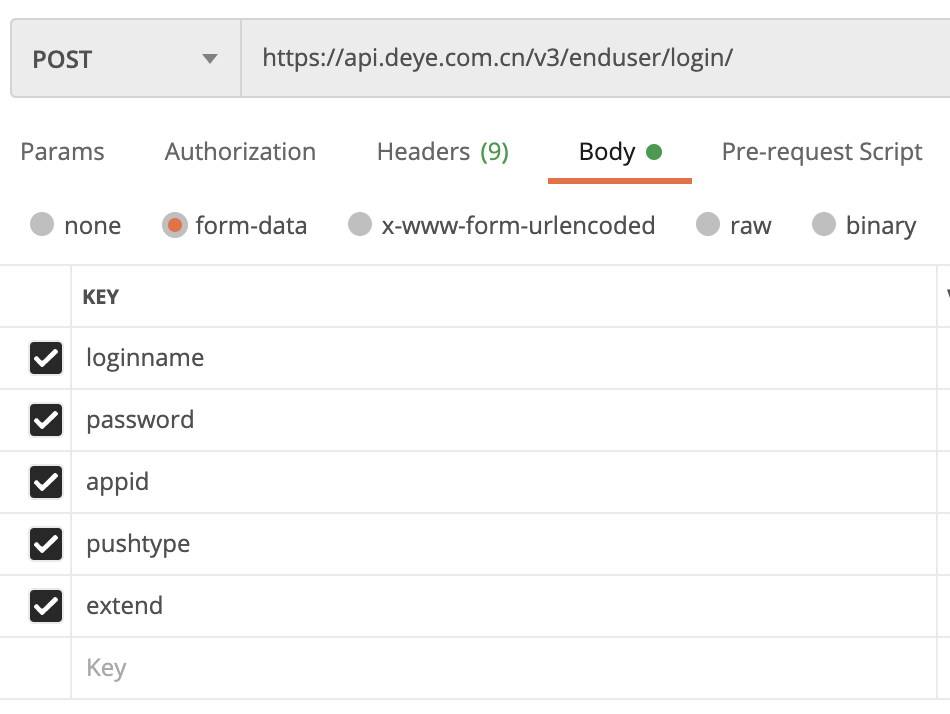 POST https://api.deye.com.cn/v3/enduser/login/
Params Authorization Headers (9) Body Pre-request Script
none form-data x-www-form-urlencoded raw binary
KEY
loginname
password
appid
pushtype
extend
Key